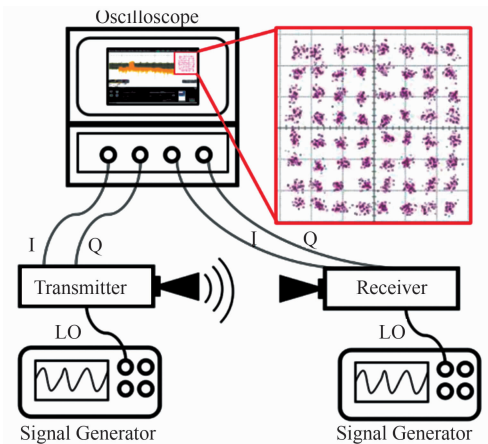 Oscilloscope
I
Q
I
Q
Transmitter
Receiver
LO
LO
Signal Generator
Signal Generator